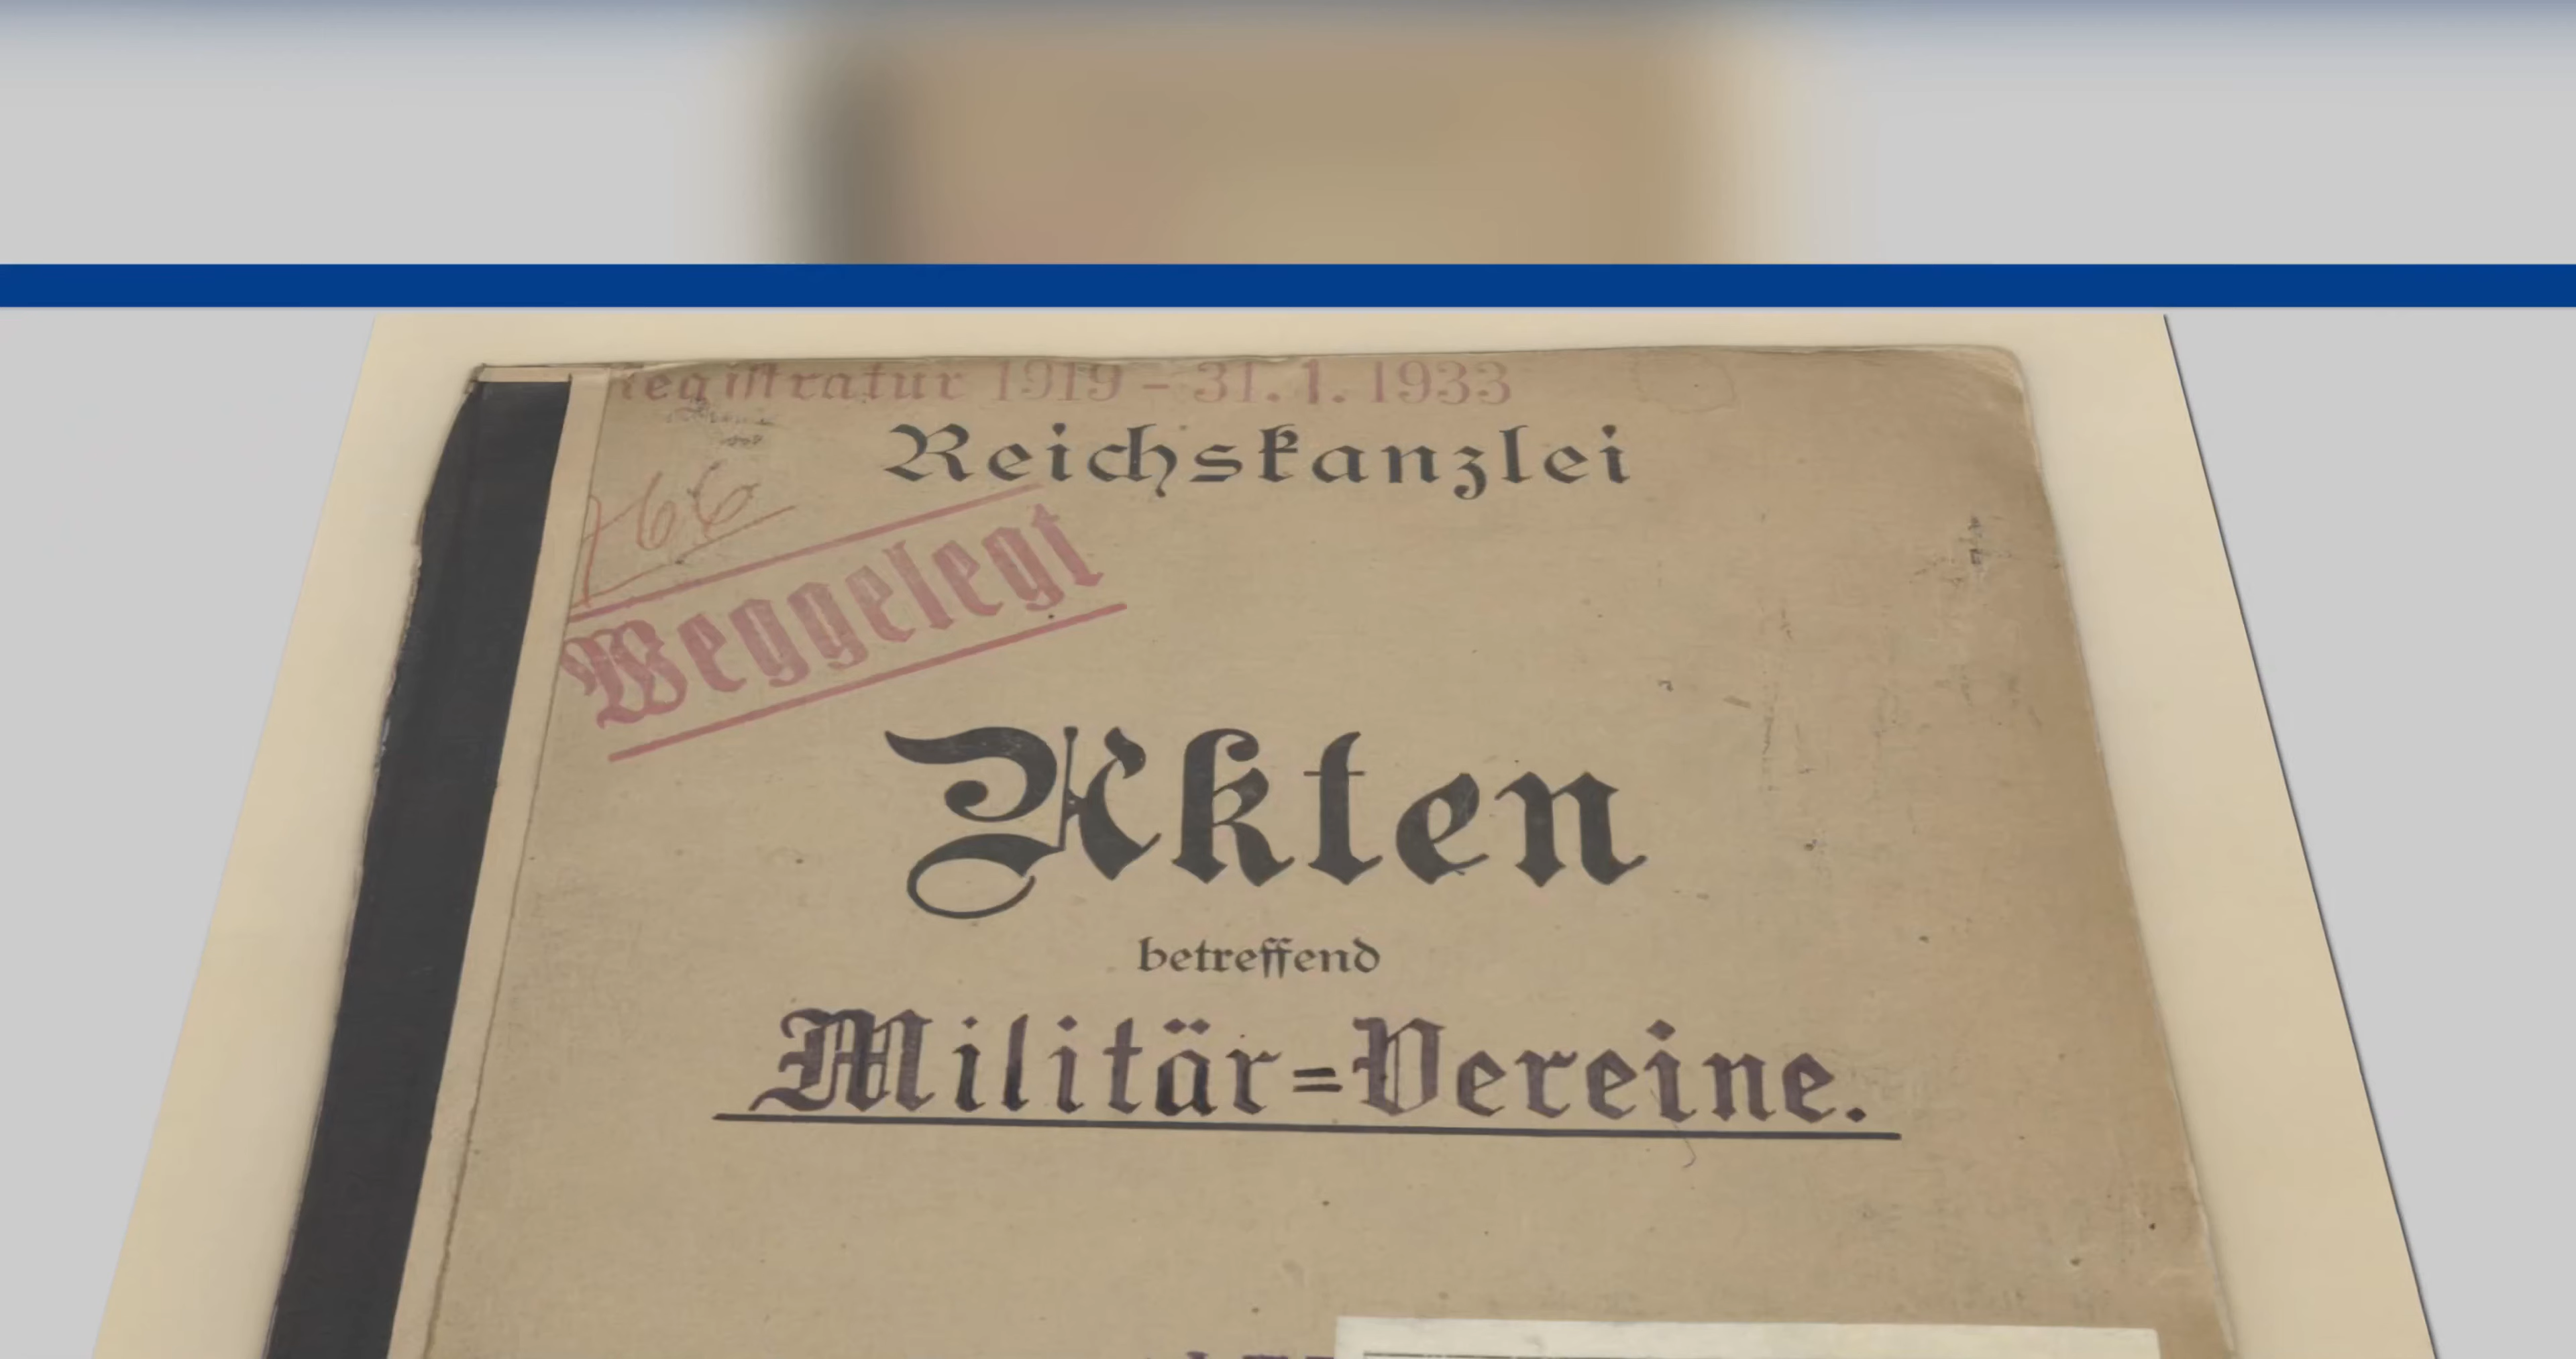 Registratur 1919 - 31.1.1933
Reichskanzlei
Weggelegt
Akten
betreffend
Militär=Vereine.